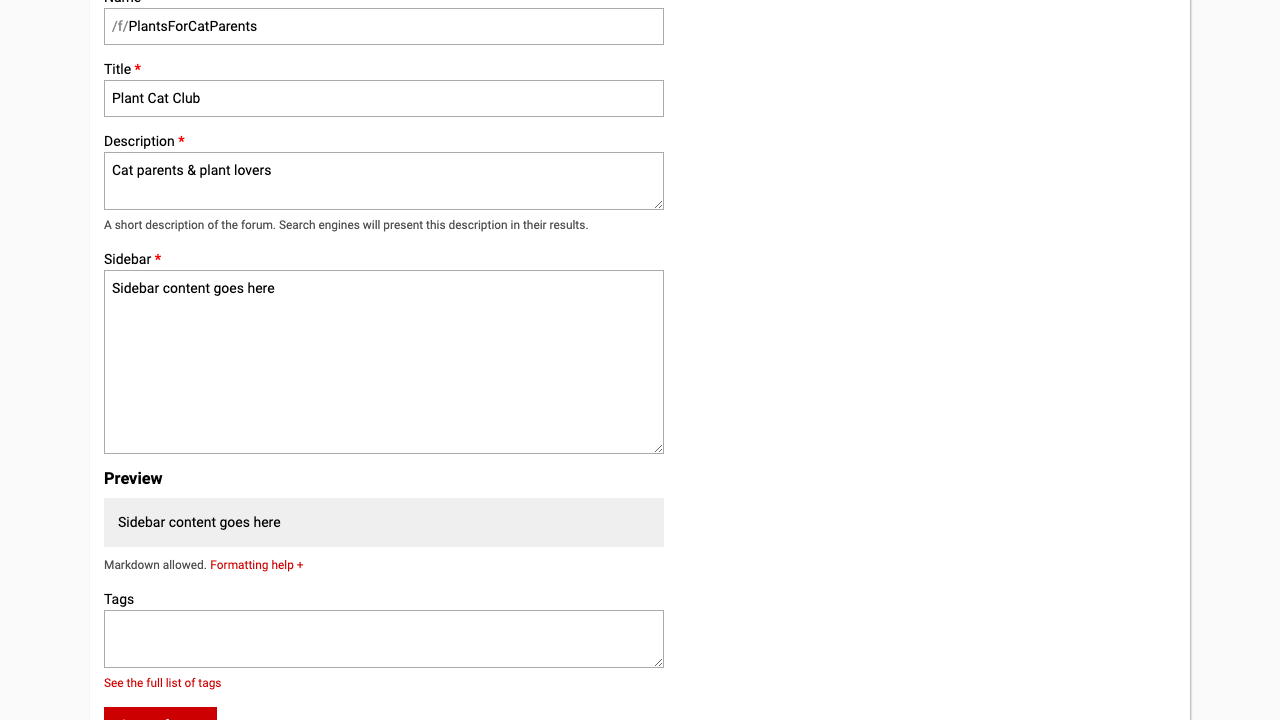 /f/PlantsForCatParents
Title *
Plant Cat Club
Description *
Cat parents & plant lovers
A short description of the forum. Search engines will present this description in their results.
Sidebar *
Sidebar content goes here
Preview
Sidebar content goes here
Markdown allowed. Formatting help +
Tags
See the full list of tags